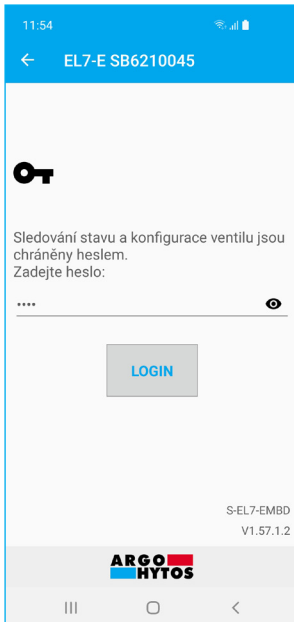 11:54
EL7-E SB6210045
Sledování stavu a konfigurace ventilu jsou
chráněny heslem.
Zadejte heslo:
····
LOGIN
S-EL7-EMBD
V1.57.1.2
ARGO
HYTOS